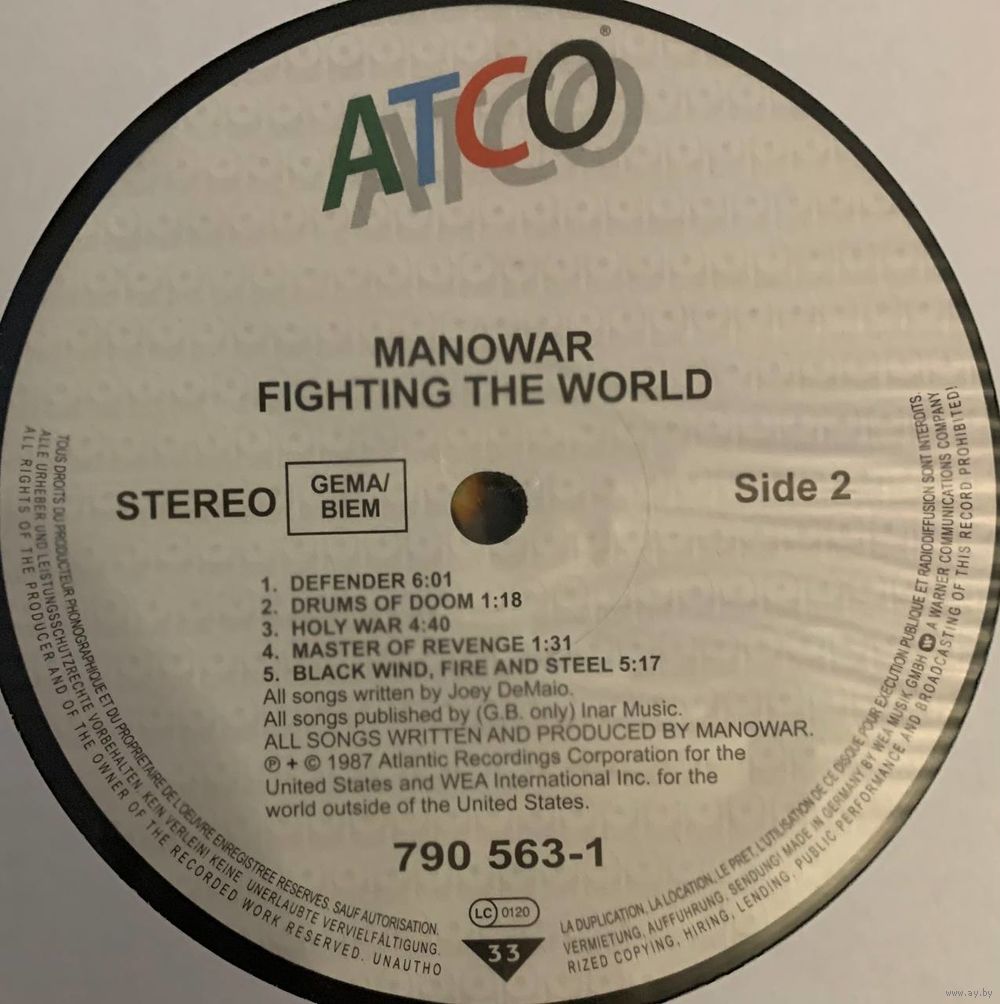 ATCO®
MANOWAR
FIGHTING THE WORLD
STEREO
GEMA/
BIEM
Side 2
1. DEFENDER 6:01
2. DRUMS OF DOOM 1:18
3. HOLY WAR 4:40
4. MASTER OF REVENGE 1:31
5. BLACK WIND, FIRE AND STEEL 5:17
All songs written by Joey DeMaio.
All songs published by (G.B. only) Inar Music.
ALL SONGS WRITTEN AND PRODUCED BY MANOWAR.
℗ + © 1987 Atlantic Recordings Corporation for the
United States and WEA International Inc. for the
world outside of the United States.
790 563-1
LC 0120
33
TOUS DROITS DU PRODUCTEUR PHONOGRAPHIQUE ET DU PROPRIETAIRE DE L'OEUVRE ENREGISTREE RESERVES. SAUF AUTORISATION.
ALLE URHEBER UND LEISTUNGSSCHUTZRECHTE VORBEHALTEN. KEIN VERLEIH! KEINE UNERLAUBTE VERVIELFÄLTIGUNG.
ALL RIGHTS OF THE PRODUCER AND OF THE OWNER OF THE RECORDED WORK RESERVED. UNAUTHO
LA DUPLICATION, LA LOCATION, LE PRET, L'UTILISATION DE CE DISQUE POUR EXECUTION PUBLIQUE ET RADIODIFFUSION SONT INTERDITS.
VERMIETUNG, AUFFUHRUNG, SENDUNG! MADE IN GERMANY BY WEA MUSIK GMBH A WARNER COMMUNICATIONS COMPANY
RIZED COPYING, HIRING, LENDING, PUBLIC PERFORMANCE AND BROADCASTING OF THIS RECORD PROHIBITED!
www.ay.by